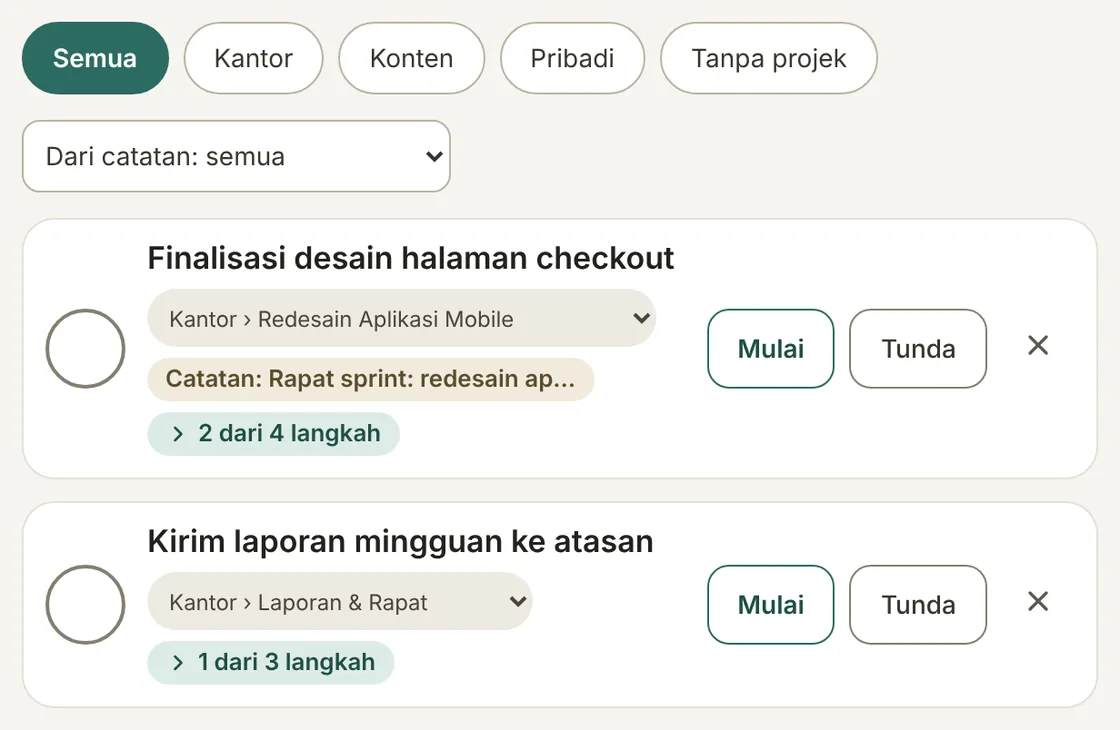 Semua Kantor Konten Pribadi Tanpa projek
Dari catatan: semua
Finalisasi desain halaman checkout
Kantor › Redesain Aplikasi Mobile
Catatan: Rapat sprint: redesain ap...
2 dari 4 langkah
Mulai Tunda
Kirim laporan mingguan ke atasan
Kantor › Laporan & Rapat
1 dari 3 langkah
Mulai Tunda